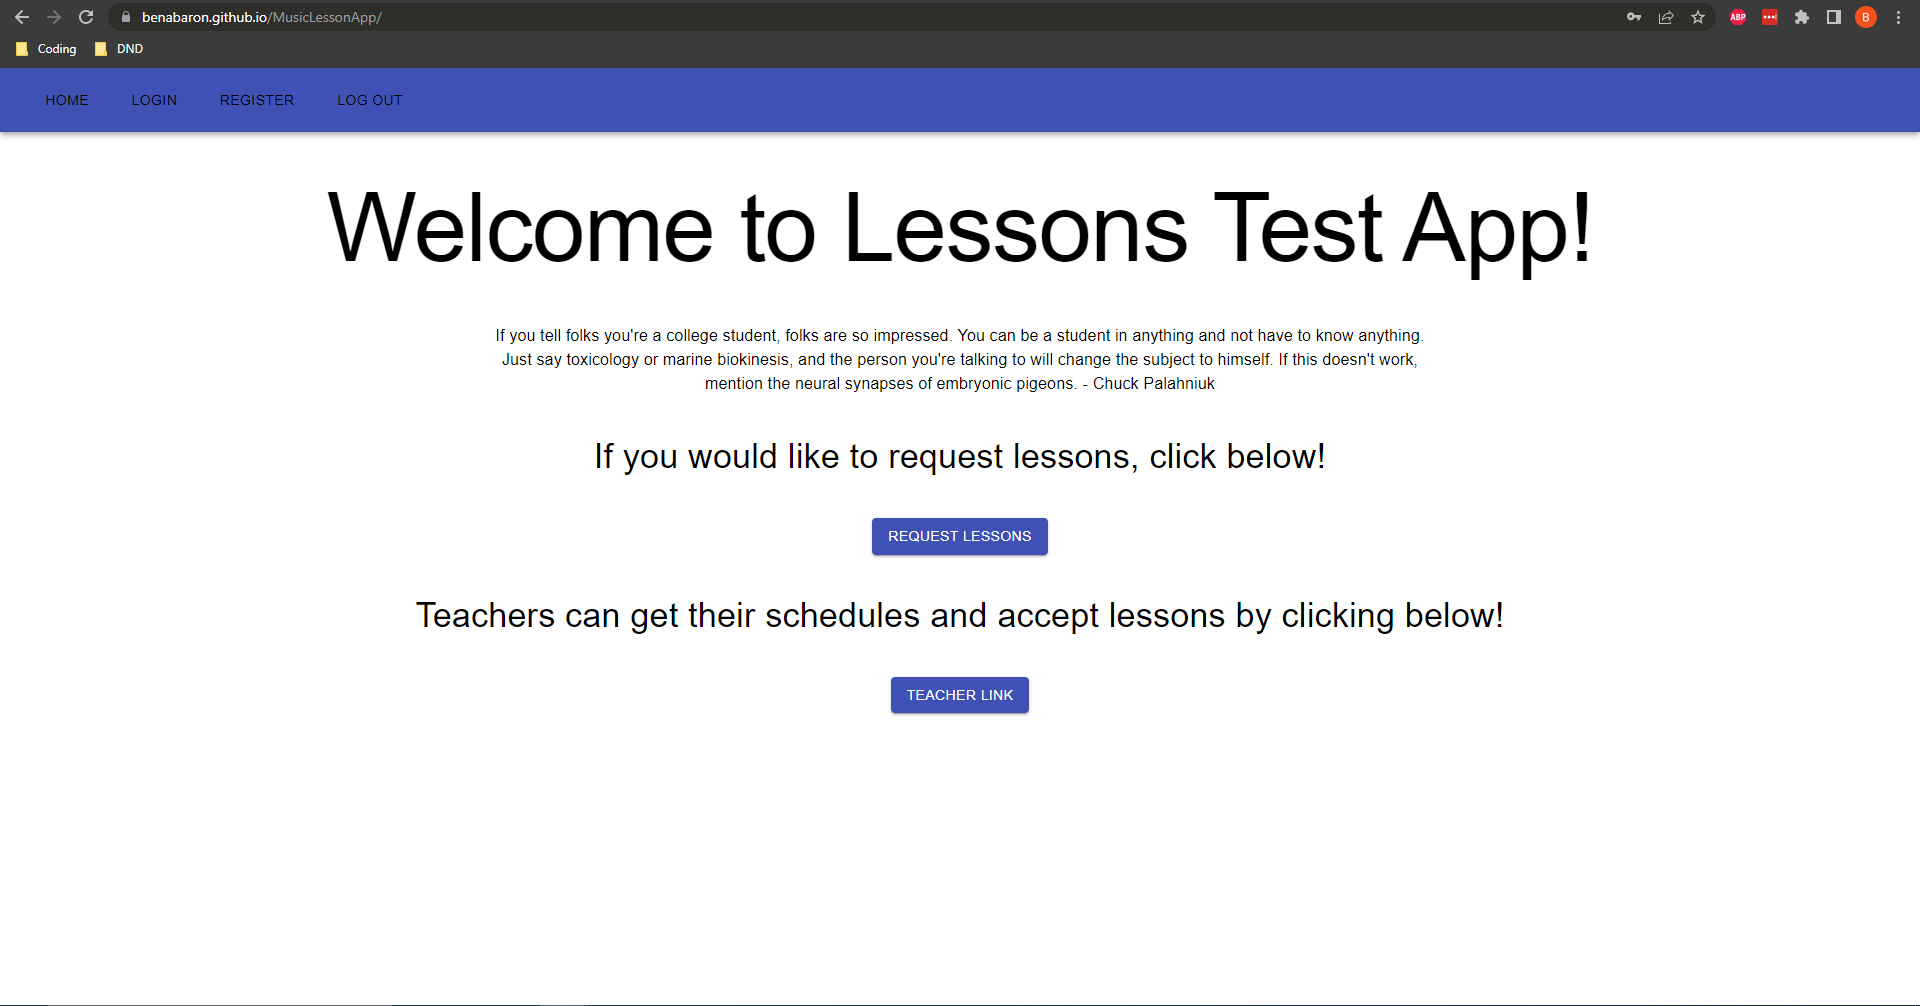 benabaron.github.io/MusicLessonApp/
ABP
B
Coding DND
HOME LOGIN REGISTER LOG OUT
Welcome to Lessons Test App!
If you tell folks you're a college student, folks are so impressed. You can be a student in anything and not have to know anything.
Just say toxicology or marine biokinesis, and the person you're talking to will change the subject to himself. If this doesn't work,
mention the neural synapses of embryonic pigeons. - Chuck Palahniuk
If you would like to request lessons, click below!
REQUEST LESSONS
Teachers can get their schedules and accept lessons by clicking below!
TEACHER LINK